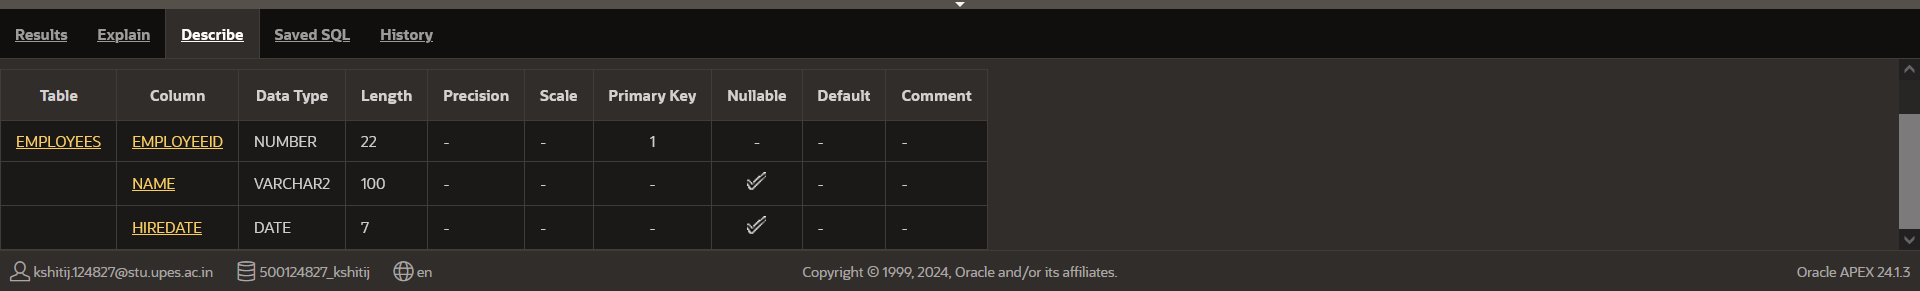 Results Explain Describe Saved SQL History
Table Column Data Type Length Precision Scale Primary Key Nullable Default Comment
EMPLOYEES EMPLOYEEID NUMBER 22 - - 1 - - -
NAME VARCHAR2 100 - - - - -
HIREDATE DATE 7 - - - - -
kshitij.124827@stu.upes.ac.in 500124827_kshitij en Copyright © 1999, 2024, Oracle and/or its affiliates. Oracle APEX 24.1.3